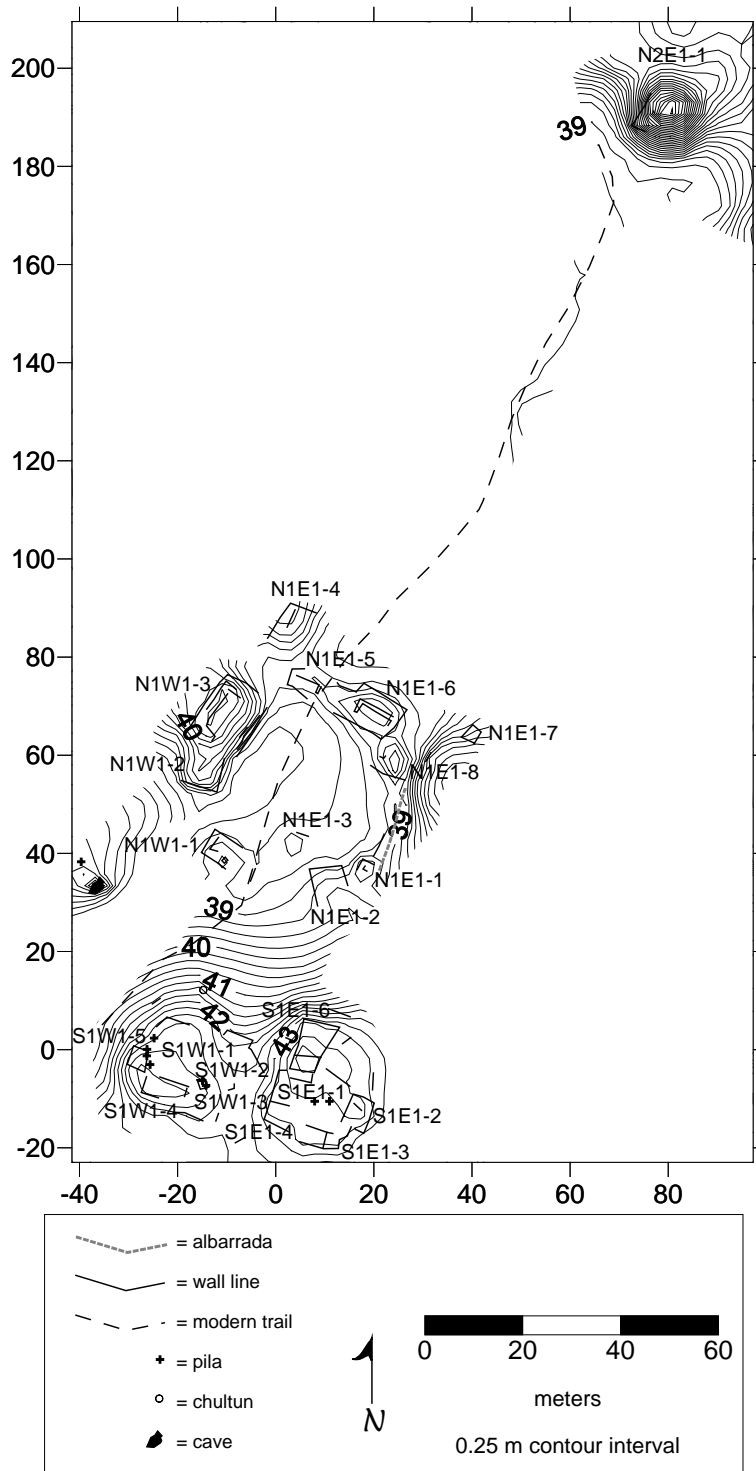 N2E1-1
200
39
180
160
140
120
100
N1E1-4
80
N1E1-5
N1W1-3
N1E1-6
40
N1E1-7
60
N1W1-2
N1E1-8
39
N1E1-3
N1W1-1
40
N1E1-1
39
N1E1-2
20
40
41
42
S1E1-6
43
S1W1-5
0
S1W1-1
S1W1-2
S1E1-1
S1W1-3
S1W1-4
S1E1-2
S1E1-4
S1E1-3
-20
-40 -20 0 20 40 60 80
= albarrada
= wall line
= modern trail
= pila
= chultun
= cave
N
0 20 40 60
meters
0.25 m contour interval